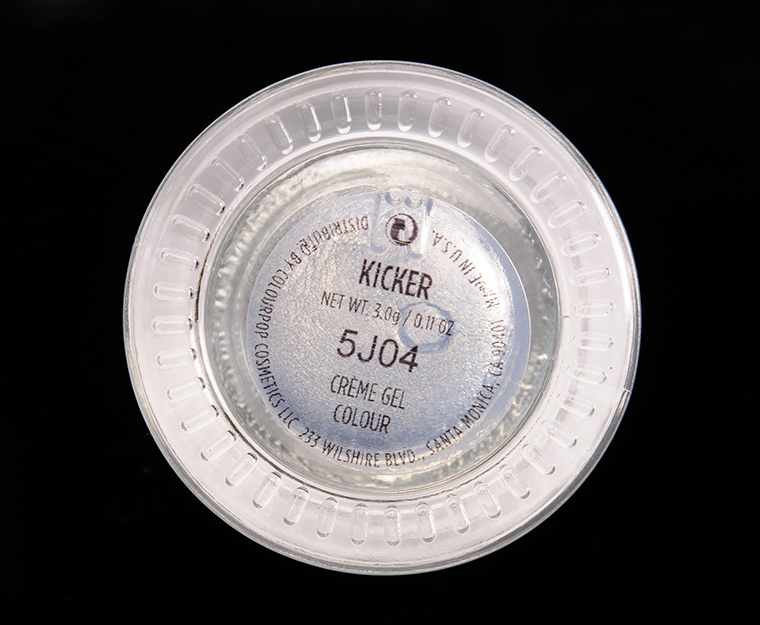 KICKER
NET WT. 3.0g / 0.11 OZ
5J04
CRÈME GEL
COLOUR
DISTRIBUTED BY COLOURPOP COSMETICS LLC 233 WILSHIRE BLVD., SANTA MONICA, CA 90401 MADE IN U.S.A.